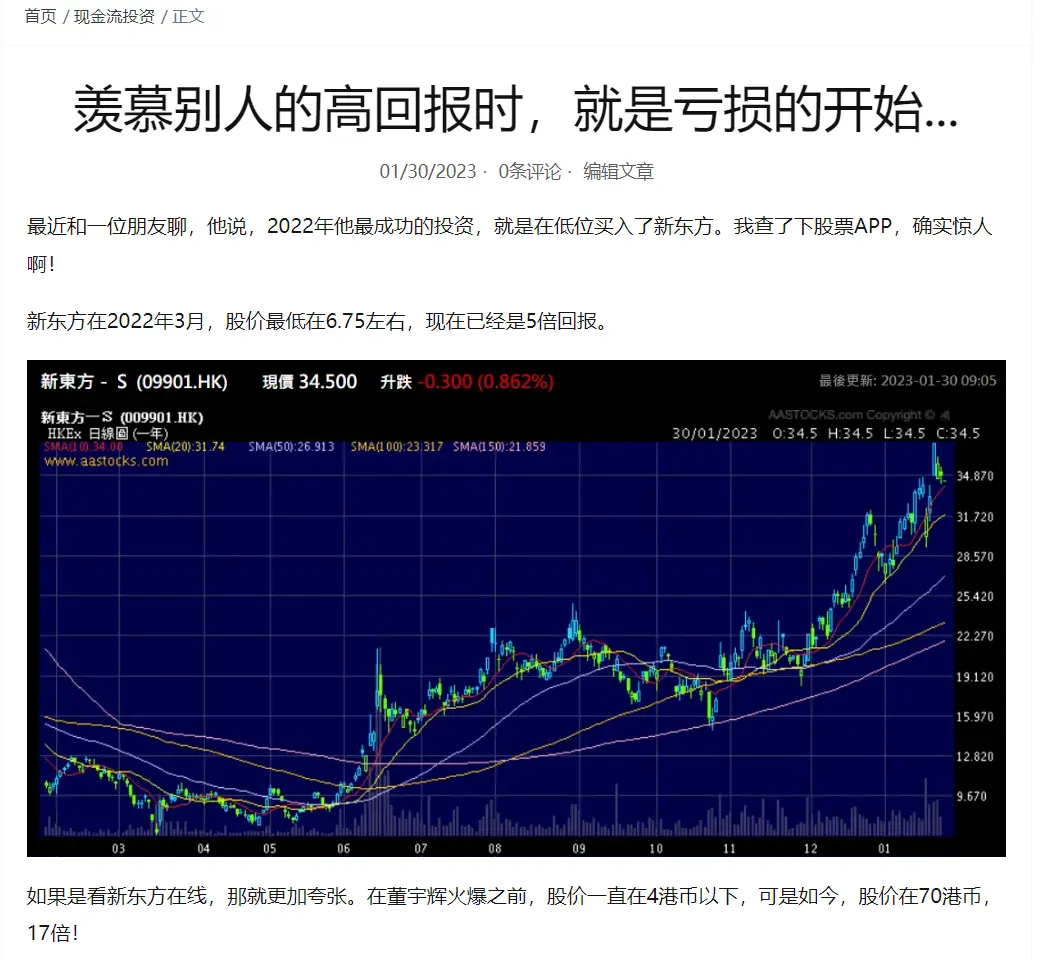 首页 / 现金流投资 / 正文
羡慕别人的高回报时，就是亏损的开始...
01/30/2023 · 0条评论 · 编辑文章
最近和一位朋友聊，他说，2022年他最成功的投资，就是在低位买入了新东方。我查了下股票APP，确实惊人
啊！
新东方在2022年3月，股价最低在6.75左右，现在已经是5倍回报。
新東方 - S (09901.HK) 現價 34.500 升跌 -0.300 (0.862%) 最後更新: 2023-01-30 09:05
新東方－S (009901.HK) AASTOCKS.com Copyright ©
HKEx 日線圖 (一年) 30/01/2023 O:34.5 H:34.5 L:34.5 C:34.5
SMA(10):34.00 SMA(20):31.74 SMA(50):26.913 SMA(100):23.317 SMA(150):21.859
www.aastocks.com
34.870
31.720
28.570
25.420
22.270
19.120
15.970
12.820
9.670
03 04 05 06 07 08 09 10 11 12 01
如果是看新东方在线，那就更加夸张。在董宇辉火爆之前，股价一直在4港币以下，可是如今，股价在70港币，
17倍！